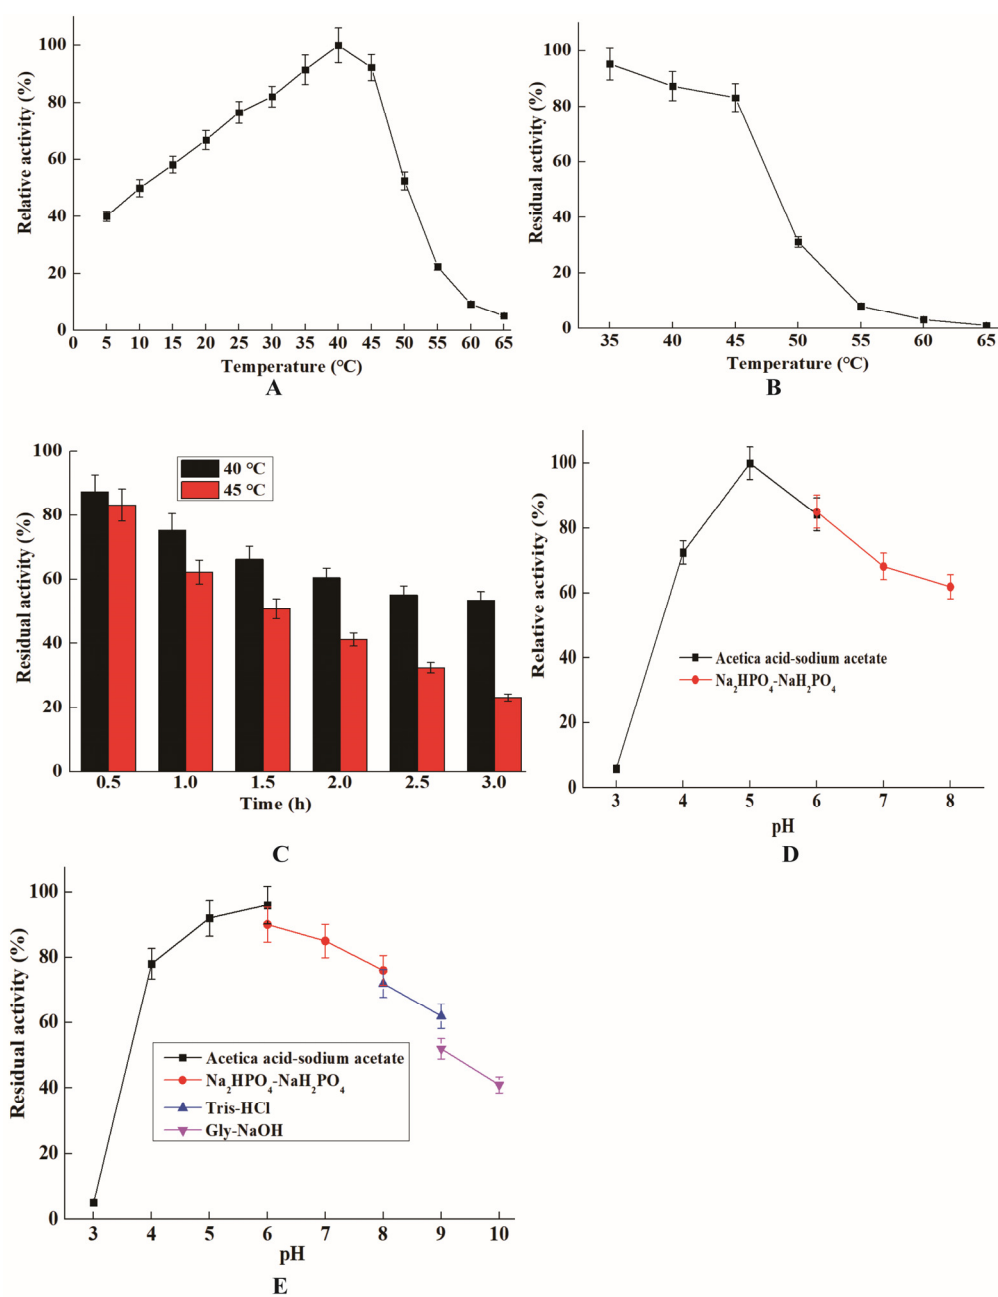 Relative activity (%)
100
80
60
40
20
0
0 5 10 15 20 25 30 35 40 45 50 55 60 65
Temperature (°C)
A
Residual activity (%)
100
80
60
40
20
0
35 40 45 50 55 60 65
Temperature (°C)
B
Residual activity (%)
100
80
60
40
20
0
40 °C
45 °C
0.5 1.0 1.5 2.0 2.5 3.0
Time (h)
C
Relative activity (%)
100
80
60
40
20
0
Acetica acid-sodium acetate
Na₂HPO₄-NaH₂PO₄
3 4 5 6 7 8
pH
D
Residual activity (%)
100
80
60
40
20
0
Acetica acid-sodium acetate
Na₂HPO₄-NaH₂PO₄
Tris-HCl
Gly-NaOH
3 4 5 6 7 8 9 10
pH
E